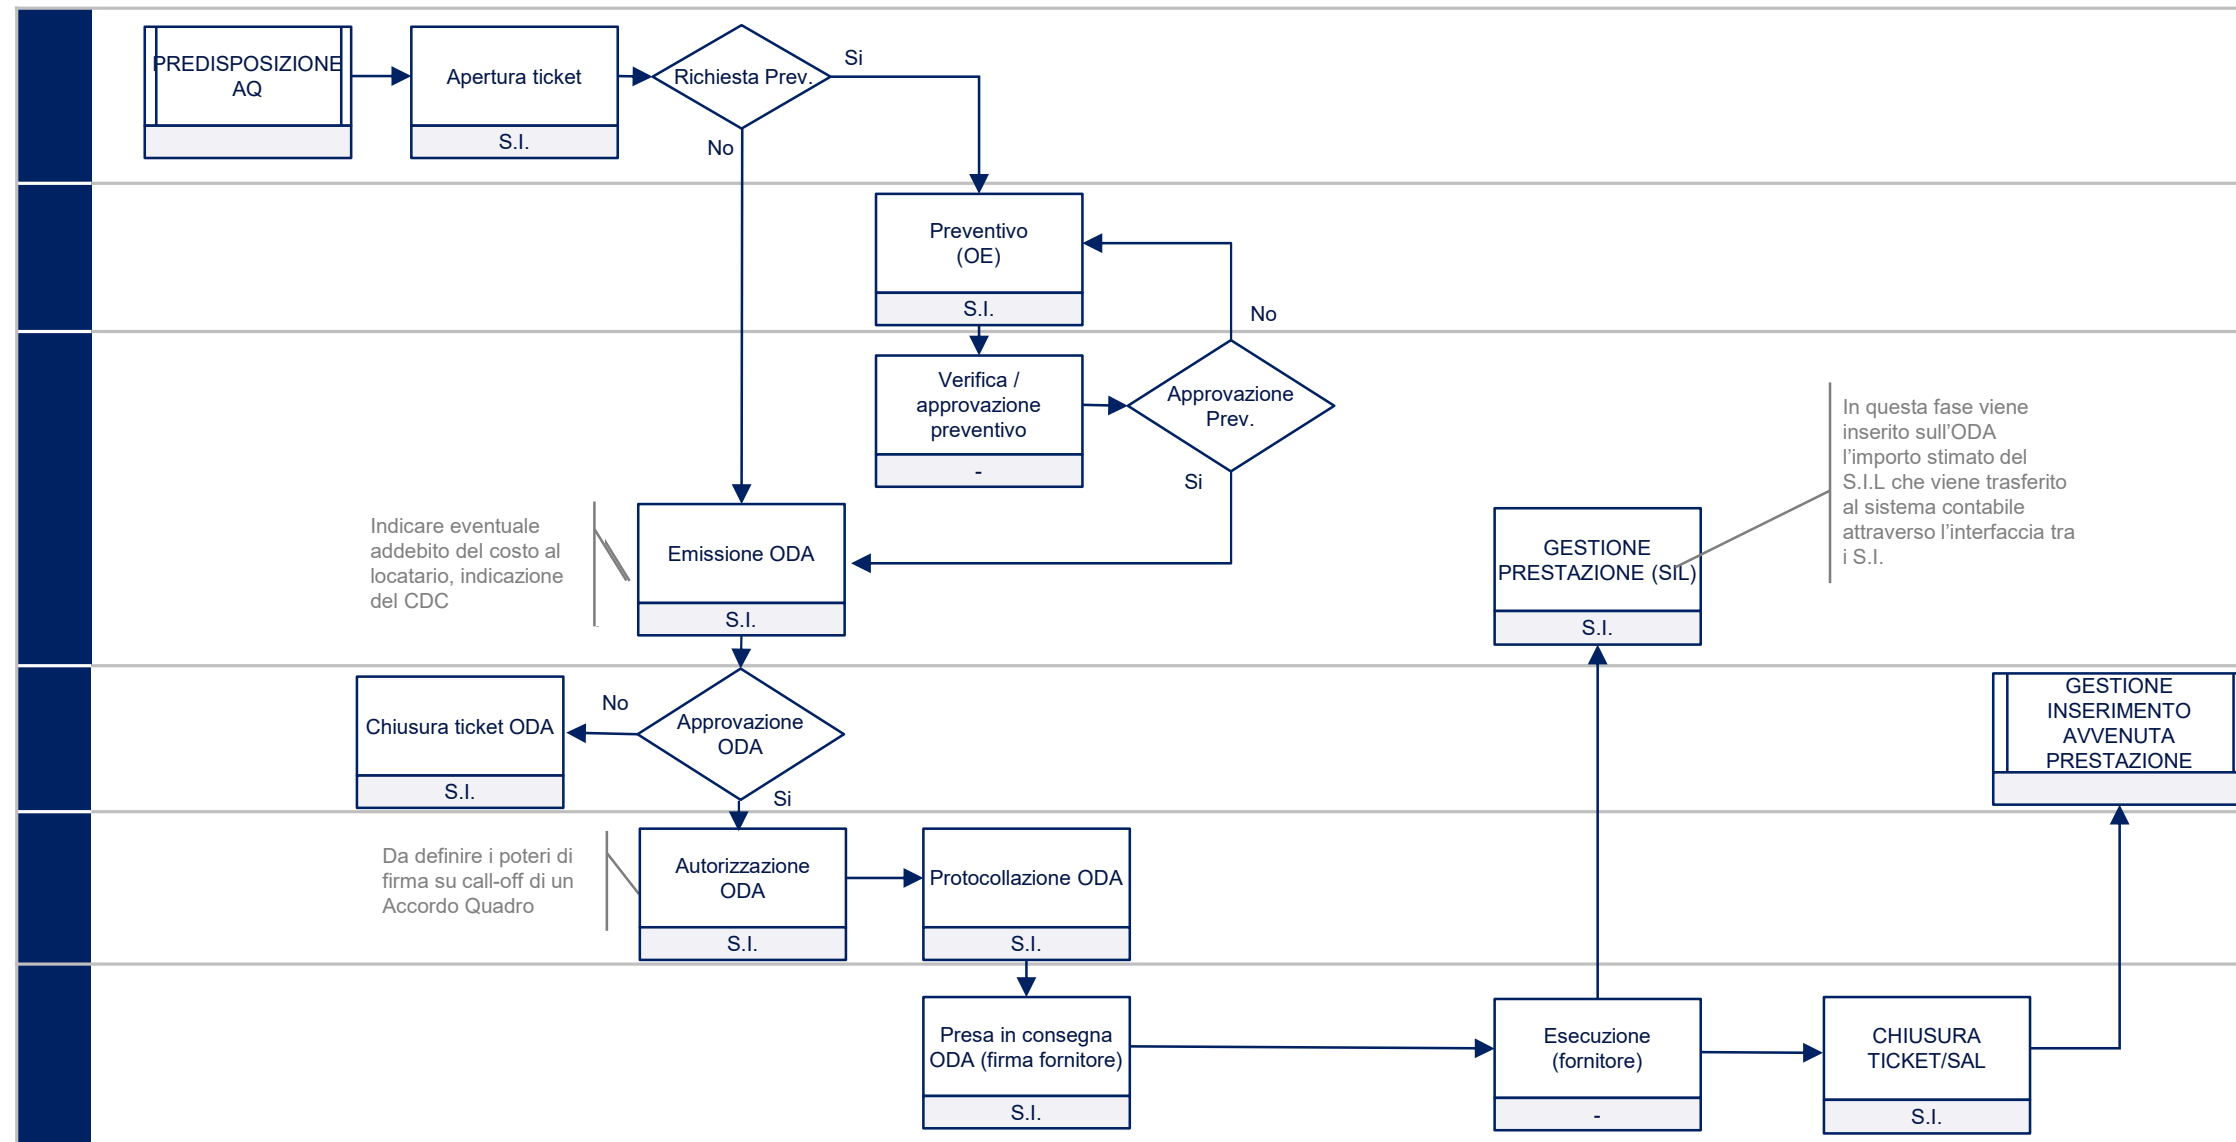 PREDISPOSIZIONE
AQ
Apertura ticket
S.I.
Richiesta Prev.
Si
No
Preventivo
(OE)
S.I.
No
Verifica /
approvazione
preventivo
-
Approvazione
Prev.
Si
In questa fase viene
inserito sull’ODA
l’importo stimato del
S.I.L che viene trasferito
al sistema contabile
attraverso l’interfaccia tra
i S.I.
Indicare eventuale
addebito del costo al
locatario, indicazione
del CDC
Emissione ODA
S.I.
GESTIONE
PRESTAZIONE (SIL)
S.I.
Chiusura ticket ODA
S.I.
No
Approvazione
ODA
Si
GESTIONE
INSERIMENTO
AVVENUTA
PRESTAZIONE
Da definire i poteri di
firma su call-off di un
Accordo Quadro
Autorizzazione
ODA
S.I.
Protocollazione ODA
S.I.
Presa in consegna
ODA (firma fornitore)
S.I.
Esecuzione
(fornitore)
-
CHIUSURA
TICKET/SAL
S.I.